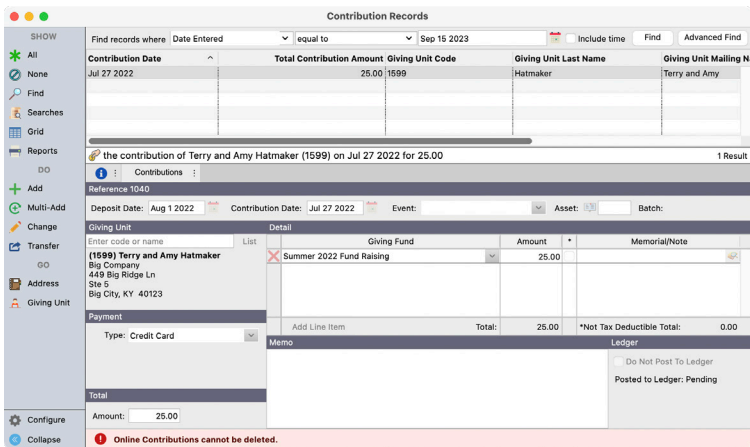 Contribution Records
SHOW
All
None
Find
Searches
Grid
Reports
DO
Add
Multi-Add
Change
Transfer
GO
Address
Giving Unit
Configure
Collapse
Find records where Date Entered equal to Sep 15 2023 Include time Find Advanced Find
Contribution Date Total Contribution Amount Giving Unit Code Giving Unit Last Name Giving Unit Mailing N
Jul 27 2022 25.00 1599 Hatmaker Terry and Amy
the contribution of Terry and Amy Hatmaker (1599) on Jul 27 2022 for 25.00 1 Result
Contributions
Reference 1040
Deposit Date: Aug 1 2022 Contribution Date: Jul 27 2022 Event: Asset: Batch:
Giving Unit
Enter code or name List
(1599) Terry and Amy Hatmaker
Big Company
449 Big Ridge Ln
Ste 5
Big City, KY 40123
Payment
Type: Credit Card
Total
Amount: 25.00
Detail
Giving Fund Amount * Memorial/Note
Summer 2022 Fund Raising 25.00
Add Line Item Total: 25.00 *Not Tax Deductible Total: 0.00
Memo
Ledger
Do Not Post To Ledger
Posted to Ledger: Pending
Online Contributions cannot be deleted.